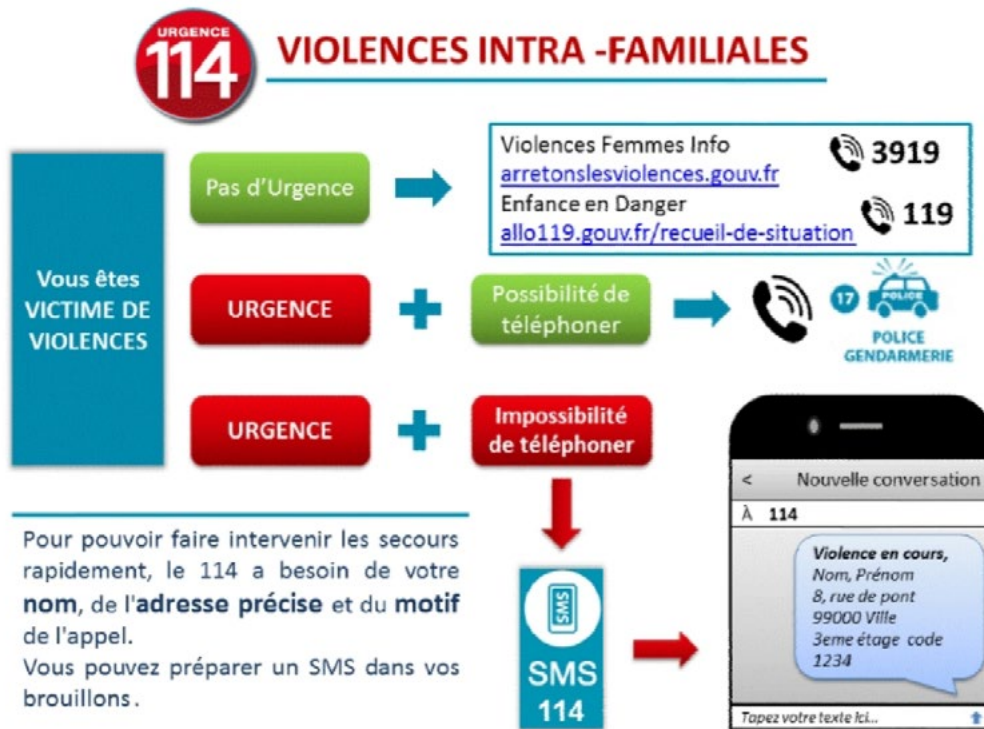 URGENCE
114
VIOLENCES INTRA -FAMILIALES
Vous êtes
VICTIME DE
VIOLENCES
Pas d'Urgence
Violences Femmes Info
3919
arretonslesviolences.gouv.fr
Enfance en Danger
119
allo119.gouv.fr/recueil-de-situation
URGENCE
Possibilité de
téléphoner
17
POLICE
POLICE
GENDARMERIE
URGENCE
Impossibilité
de téléphoner
Pour pouvoir faire intervenir les secours
rapidement, le 114 a besoin de votre
nom, de l'adresse précise et du motif
de l'appel.
Vous pouvez préparer un SMS dans vos
brouillons.
SMS
SMS
114
< Nouvelle conversation
À 114
Violence en cours,
Nom, Prénom
8, rue de pont
99000 Ville
3eme étage code
1234
Tapez votre texte Ici...